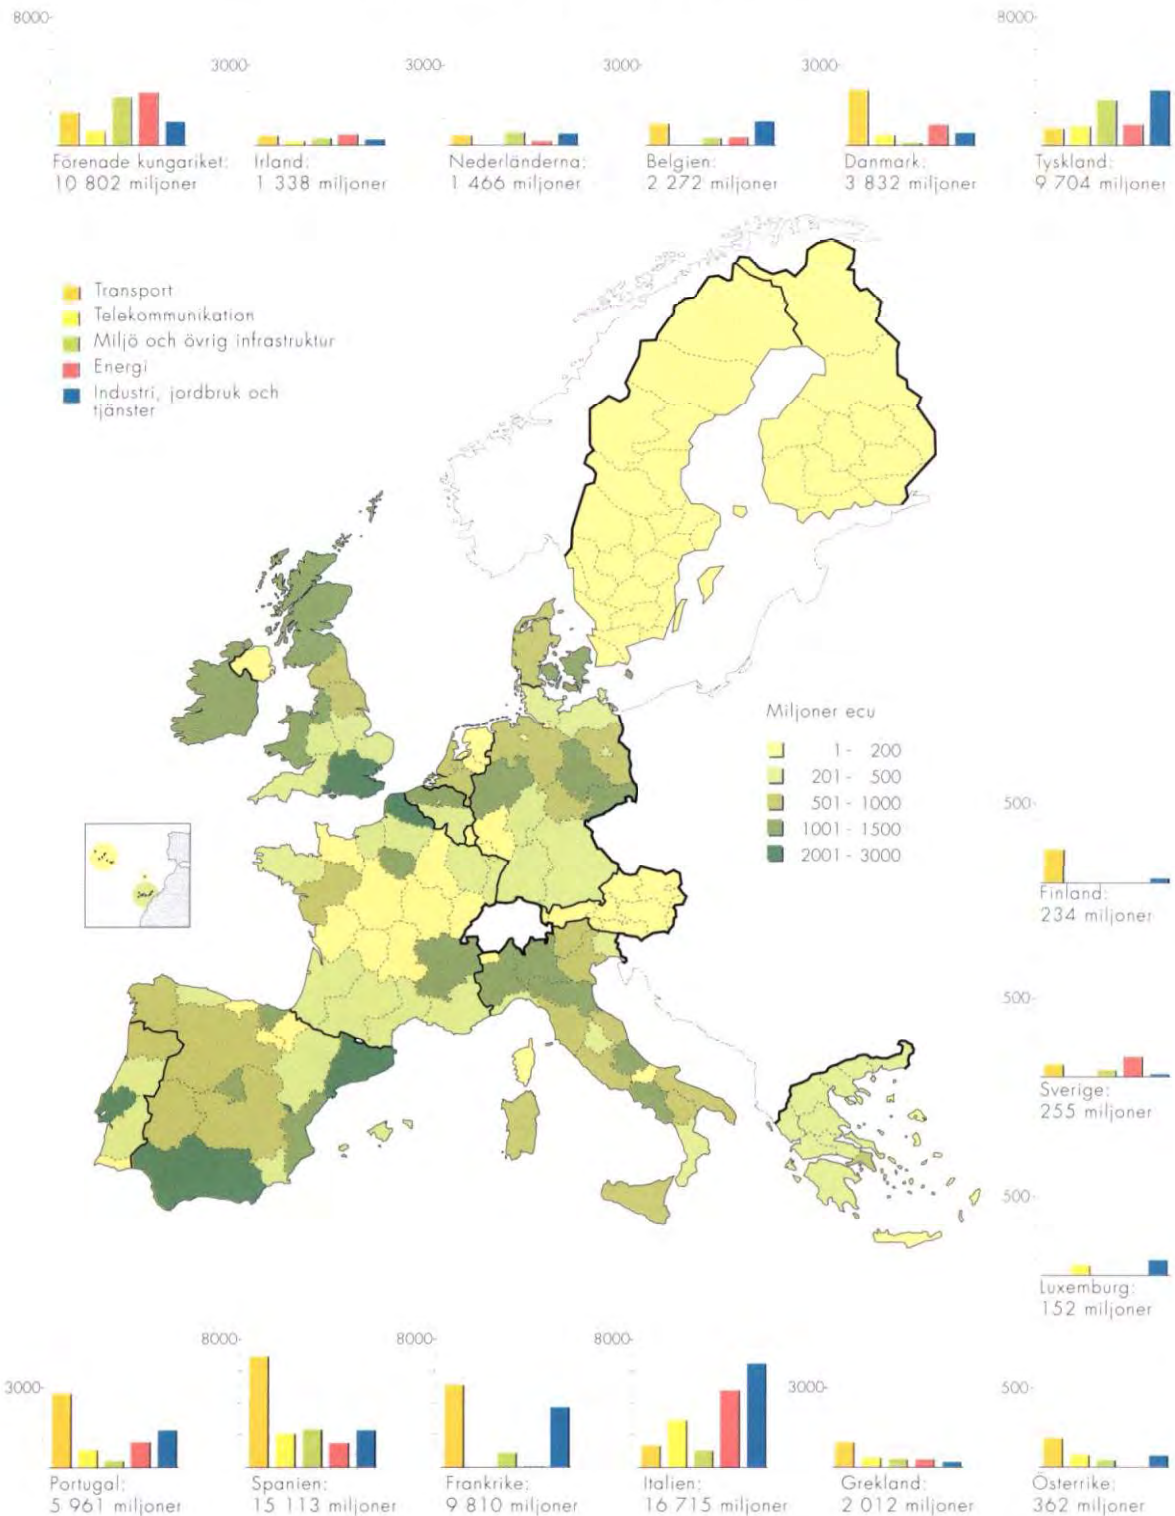 8000-
8000-
3000-
3000-
3000-
3000-
Förenade kungariket:
10 802 miljoner
Irland:
1 338 miljoner
Nederländerna:
1 466 miljoner
Belgien:
2 272 miljoner
Danmark:
3 832 miljoner
Tyskland:
9 704 miljoner
Transport
Telekommunikation
Miljö och övrig infrastruktur
Energi
Industri, jordbruk och
tjänster
Miljoner ecu
1 - 200
201 - 500
501 - 1000
1001 - 1500
2001 - 3000
500-
Finland:
234 miljoner
500-
Sverige:
255 miljoner
500-
Luxemburg:
152 miljoner
3000-
8000-
8000-
8000-
3000-
500-
Portugal:
5 961 miljoner
Spanien:
15 113 miljoner
Frankrike:
9 810 miljoner
Italien:
16 715 miljoner
Grekland:
2 012 miljoner
Österrike:
362 miljoner